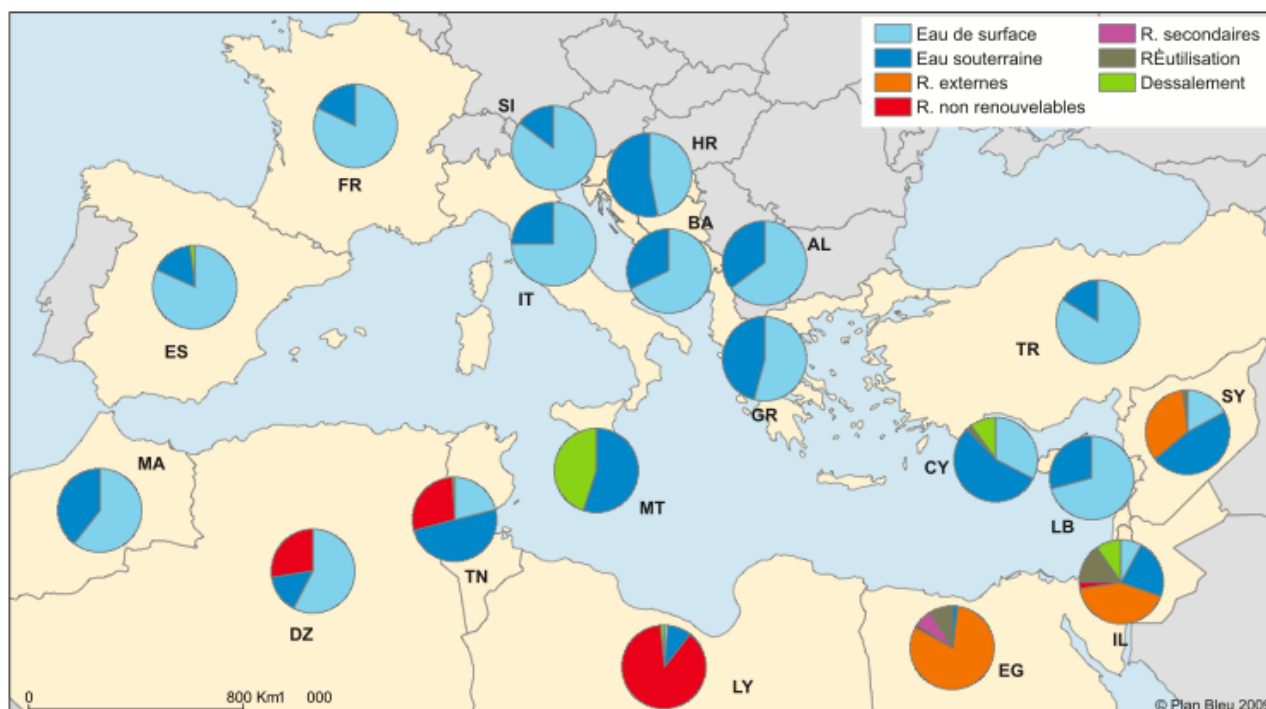 Eau de surface
Eau souterraine
R. externes
R. non renouvelables
R. secondaires
RÈutilisation
Dessalement
SI
HR
FR
BA
AL
IT
ES
TR
GR
SY
MA
CY
MT
LB
TN
DZ
IL
EG
LY
0 800 Km1 000
© Plan Bleu 2009